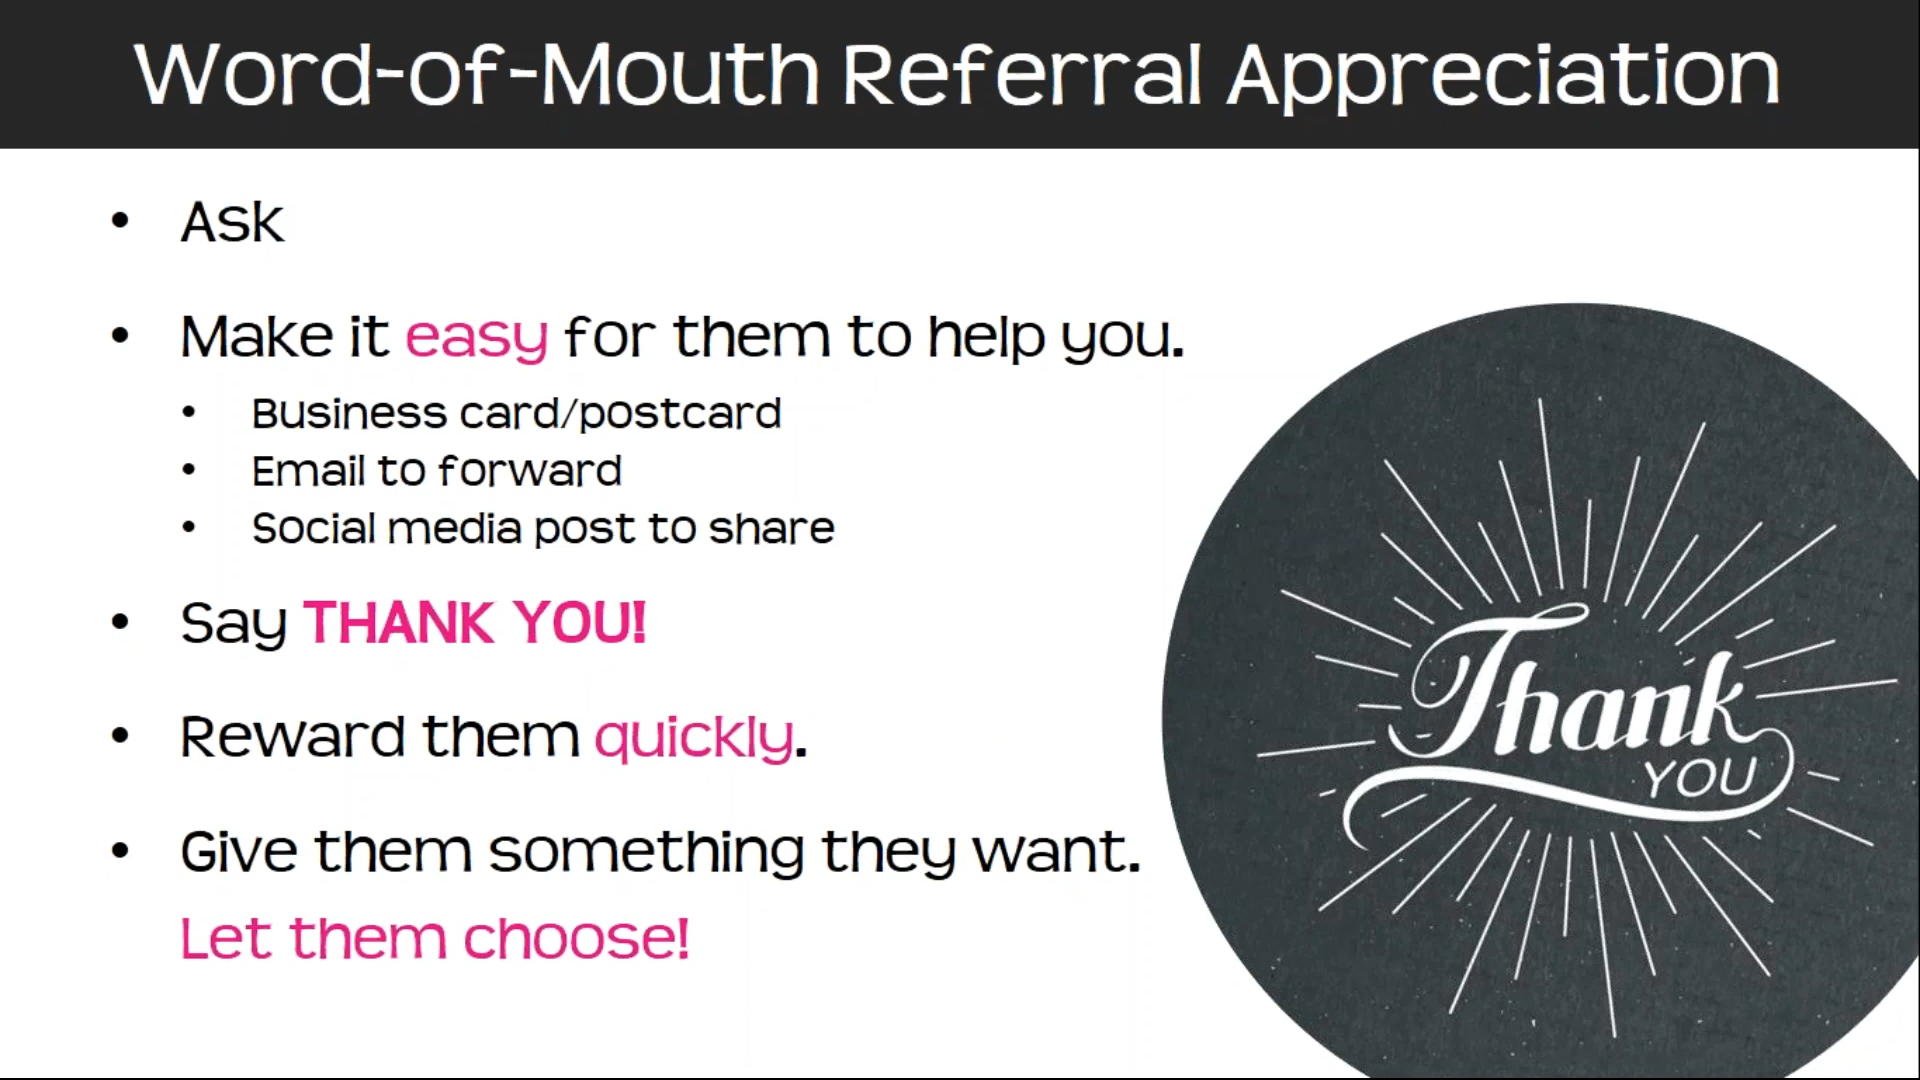 Word-of-Mouth Referral Appreciation
• Ask
• Make it easy for them to help you.
• Business card/postcard
• Email to forward
• Social media post to share
• Say THANK YOU!
• Reward them quickly.
• Give them something they want.
Let them choose!
Thank
YOU